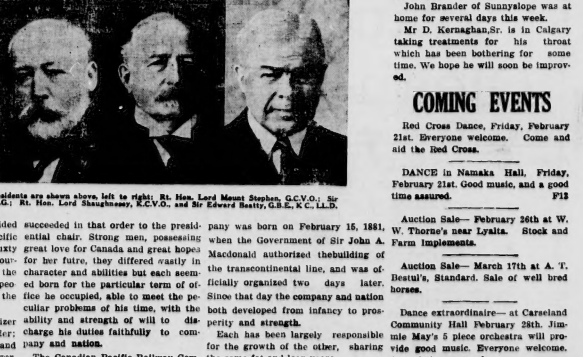 sidents are shown above, left to right: Rt. Hon. Lord Mount Stephen, G.C.V.O.; Sir
.G.; Rt. Hon. Lord Shaughnessy, K.C.V.O., and Sir Edward Beatty, G.B.E., K C., LL.D.
ded
cific
ixty
our-
the
peo-
the
izer
fer;
and
succeeded in that order to the presid-
ential chair. Strong men, possessing
great love for Canada and great hopes
for her futre, they differed wastly in
character and abilities but each seem-
ed born for the particular term of of-
fice he occupied, able to meet the pe-
culiar problems of his time, with the
ability and strength of will to dis-
charge his duties faithfully to com-
pany and nation.
The Canadian Pacific Railway Com-
pany was born on February 15, 1881,
when the Government of Sir John A.
Macdonald authorized thebuilding of
the transcontinental line, and was of-
ficially organized two days later.
Since that day the company and nation
both developed from infancy to pros-
perity and strength.
Each has been largely responsible
for the growth of the other, sharing
John Brander of Sunnyslope was at
home for several days this week.
Mr D. Kernaghan,Sr. is in Calgary
taking treatments for his throat
which has been bothering for some
time. We hope he will soon be improv-
ed.
COMING EVENTS
Red Cross Dance, Friday, February
21st. Everyone welcome. Come and
aid the Red Cross.
DANCE in Namaka Hall, Friday,
February 21st. Good music, and a good
time assured. F13
Auction Sale— February 26th at W.
W. Thorne's near Lyalta. Stock and
Farm Implements.
Auction Sale— March 17th at A. T.
Bestul's, Standard. Sale of well bred
horses.
Dance extraordinaire— at Carseland
Community Hall February 28th. Jim-
mie May's 5 piece orchestra will pro-
vide good music. Everyone welcome.